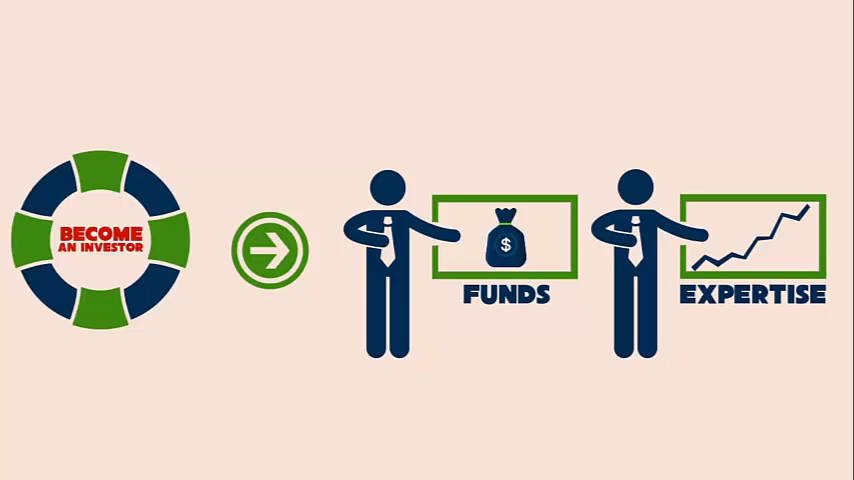 BECOME
AN INVESTOR
$
FUNDS
EXPERTISE